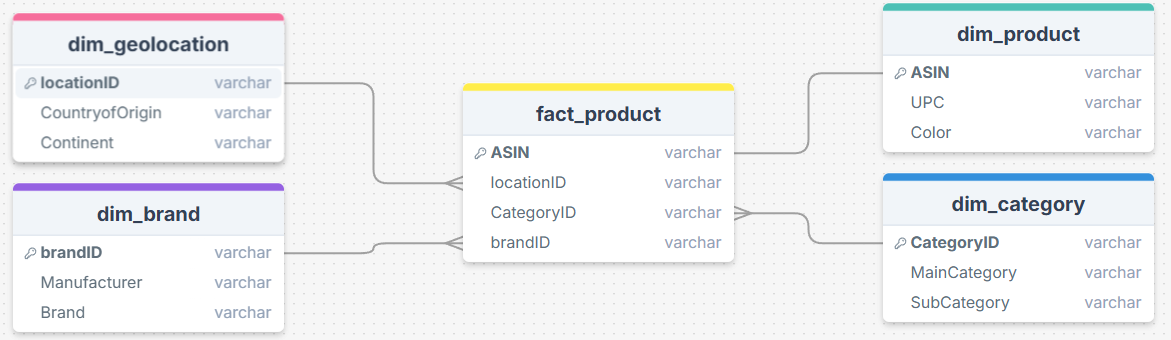 dim_geolocation
locationID varchar
CountryofOrigin varchar
Continent varchar
dim_brand
brandID varchar
Manufacturer varchar
Brand varchar
fact_product
ASIN varchar
locationID varchar
CategoryID varchar
brandID varchar
dim_product
ASIN varchar
UPC varchar
Color varchar
dim_category
CategoryID varchar
MainCategory varchar
SubCategory varchar